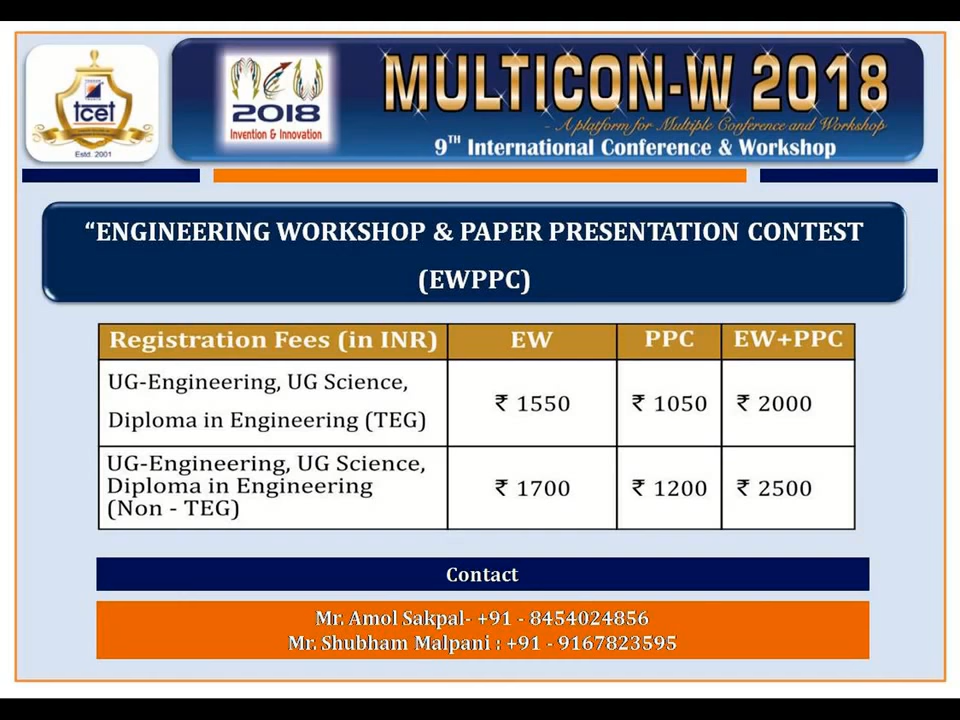 tcet
Estd. 2001
2018
Invention & Innovation
MULTICON-W 2018
- A platform for Multiple Conference and Workshop
9TH International Conference & Workshop
“ENGINEERING WORKSHOP & PAPER PRESENTATION CONTEST
(EWPPC)
Registration Fees (in INR) EW PPC EW+PPC
UG-Engineering, UG Science,
Diploma in Engineering (TEG) ₹ 1550 ₹ 1050 ₹ 2000
UG-Engineering, UG Science,
Diploma in Engineering ₹ 1700 ₹ 1200 ₹ 2500
(Non - TEG)
Contact
Mr. Amol Sakpal- +91 - 8454024856
Mr. Shubham Malpani : +91 - 9167823595